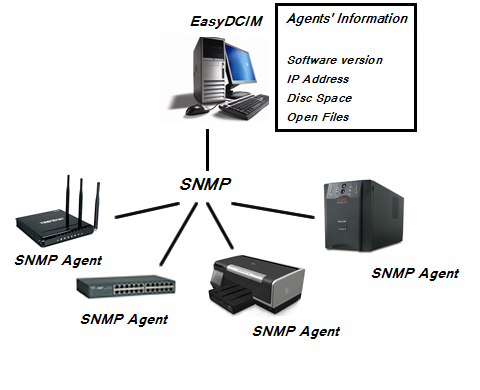 EasyDCIM
Agents' Information
Software version
IP Address
Disc Space
Open Files
SNMP
SNMP Agent
SNMP Agent
SNMP Agent
SNMP Agent